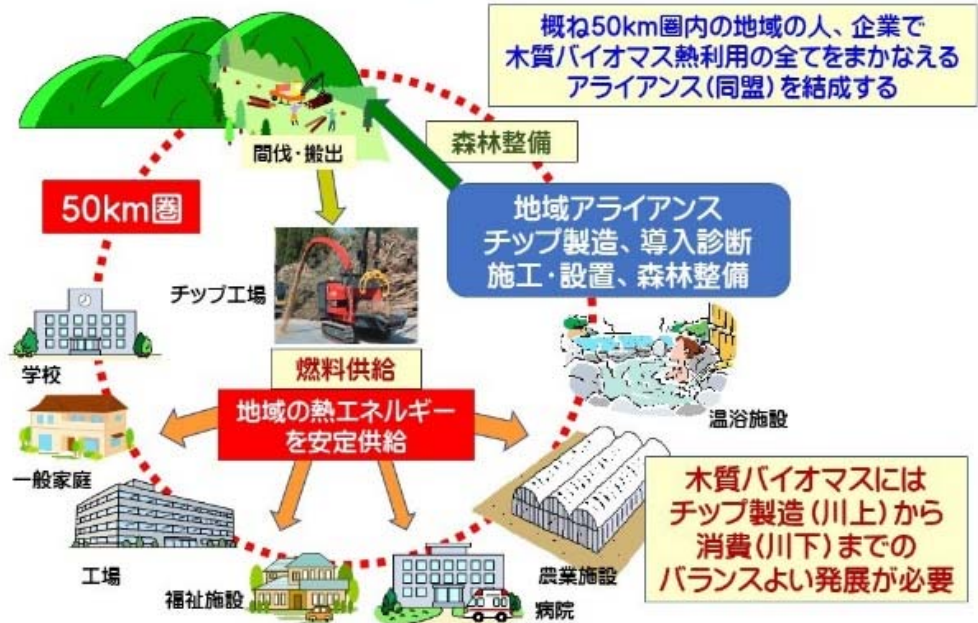 概ね50km圏内の地域の人、企業で
木質バイオマス熱利用の全てをまかなえる
アライアンス(同盟)を結成する
間伐・搬出
森林整備
50km圏
地域アライアンス
チップ製造、導入診断
施工・設置、森林整備
チップ工場
学校
燃料供給
地域の熱エネルギー
を安定供給
温浴施設
一般家庭
工場
福祉施設
病院
農業施設
木質バイオマスには
チップ製造(川上)から
消費(川下)までの
バランスよい発展が必要